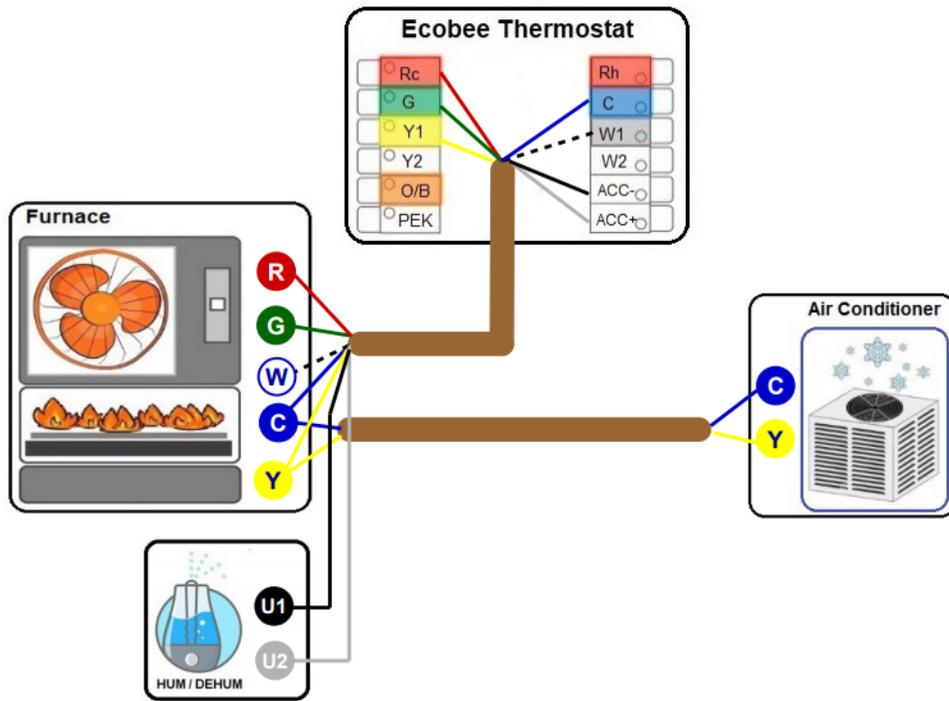 Ecobee Thermostat
Rc
Rh
G
C
Y1
W1
Y2
W2
O/B
ACC-
PEK
ACC+
Furnace
R
G
W
C
Y
Air Conditioner
C
Y
U1
U2
HUM / DEHUM